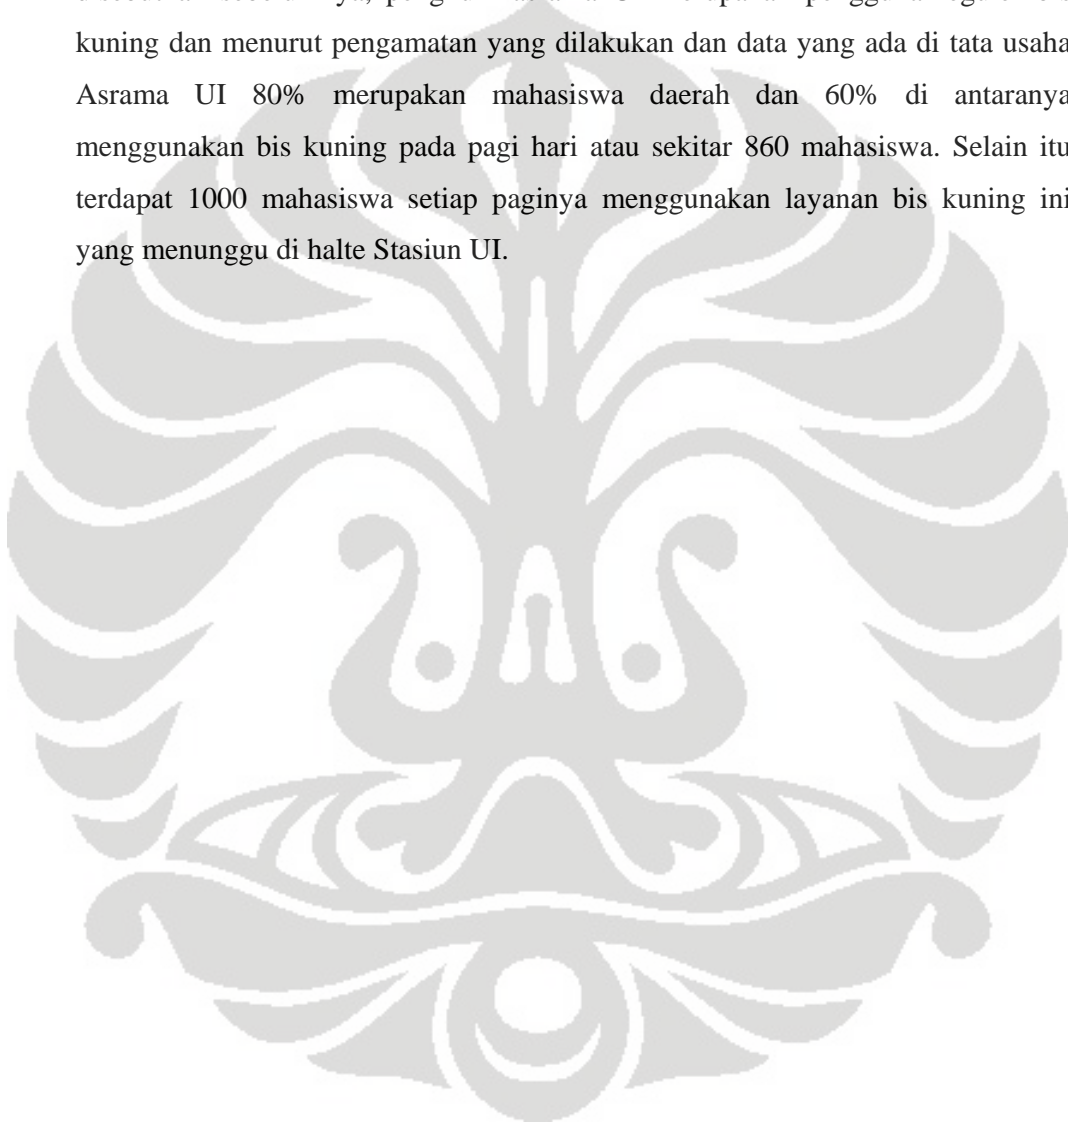 kuning dan menurut pengamatan yang dilakukan dan data yang ada di tata usaha
Asrama UI 80% merupakan mahasiswa daerah dan 60% di antaranya
menggunakan bis kuning pada pagi hari atau sekitar 860 mahasiswa. Selain itu
terdapat 1000 mahasiswa setiap paginya menggunakan layanan bis kuning ini
yang menunggu di halte Stasiun UI.